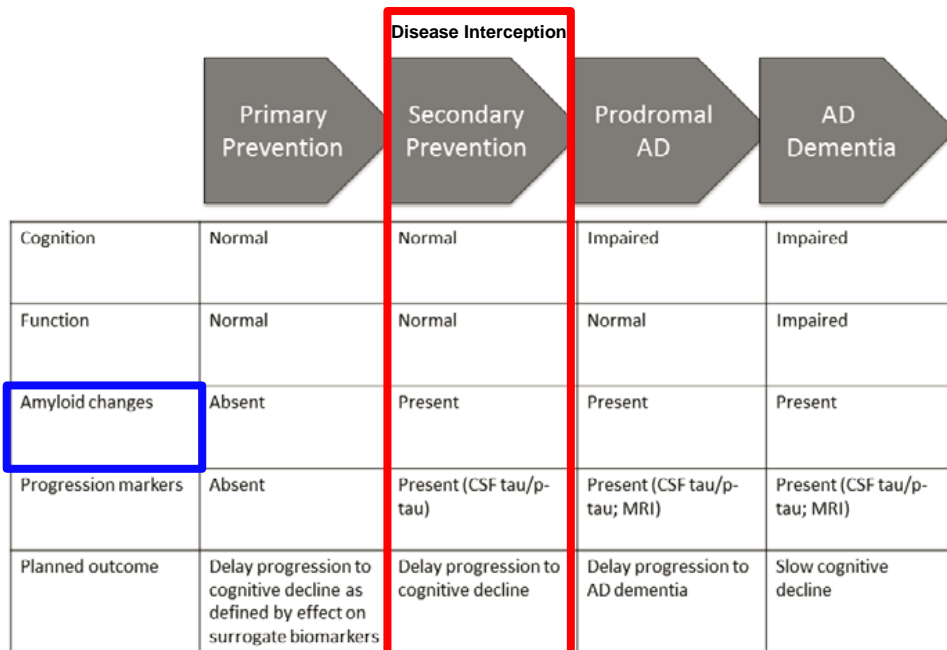 Disease Interception
Primary
Prevention
Secondary
Prevention
Prodromal
AD
AD
Dementia
Cognition
Normal
Normal
Impaired
Impaired
Function
Normal
Normal
Normal
Impaired
Amyloid changes
Absent
Present
Present
Present
Progression markers
Absent
Present (CSF tau/p-
tau)
Present (CSF tau/p-
tau; MRI)
Present (CSF tau/p-
tau; MRI)
Planned outcome
Delay progression to
cognitive decline as
defined by effect on
surrogate biomarkers
Delay progression to
cognitive decline
Delay progression to
AD dementia
Slow cognitive
decline